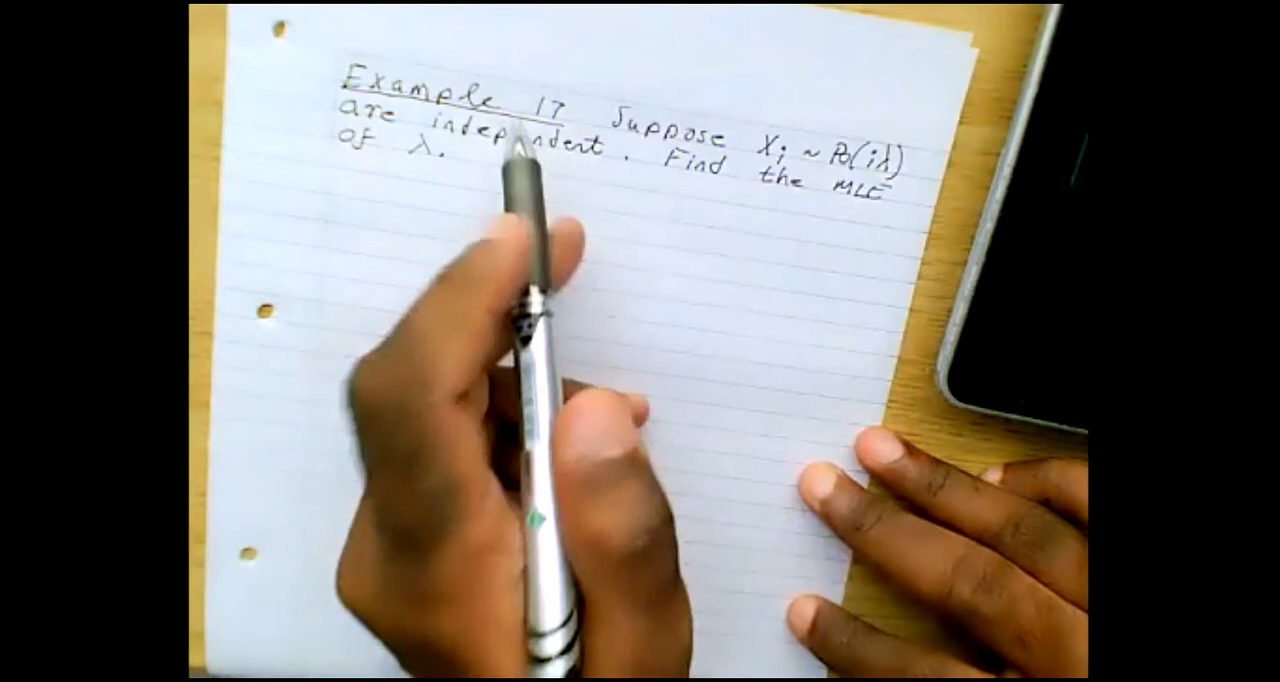 Example 17 Suppose Xi ~ Po(iλ)
are independent. Find the MLE
of λ.